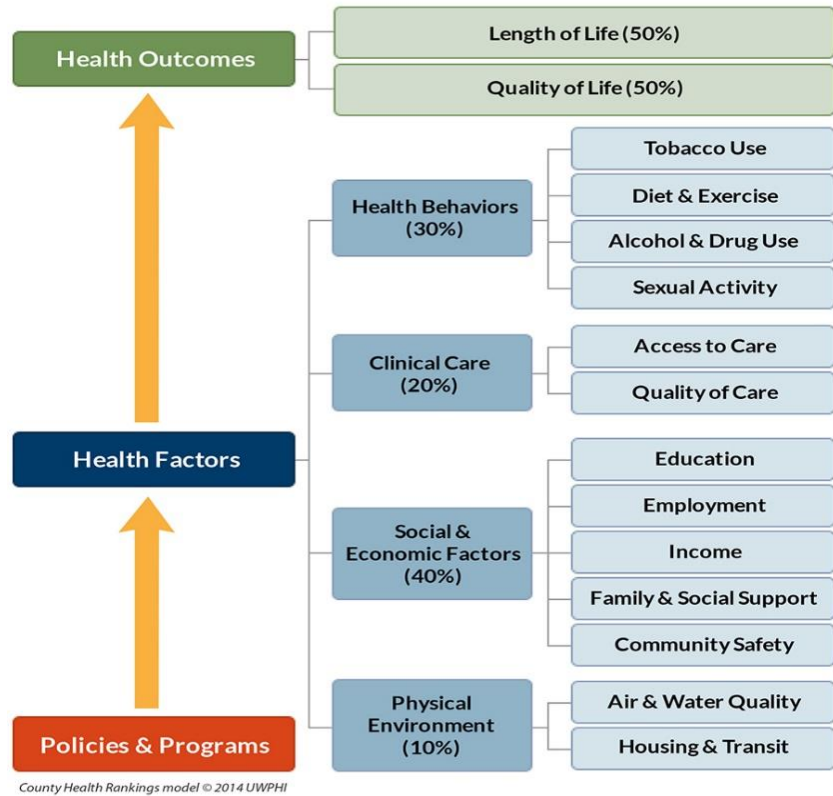 Health Outcomes
Length of Life (50%)
Quality of Life (50%)
Health Factors
Health Behaviors
(30%)
Tobacco Use
Diet & Exercise
Alcohol & Drug Use
Sexual Activity
Clinical Care
(20%)
Access to Care
Quality of Care
Social &
Economic Factors
(40%)
Education
Employment
Income
Family & Social Support
Community Safety
Physical
Environment
(10%)
Air & Water Quality
Housing & Transit
Policies & Programs
County Health Rankings model © 2014 UWPHI